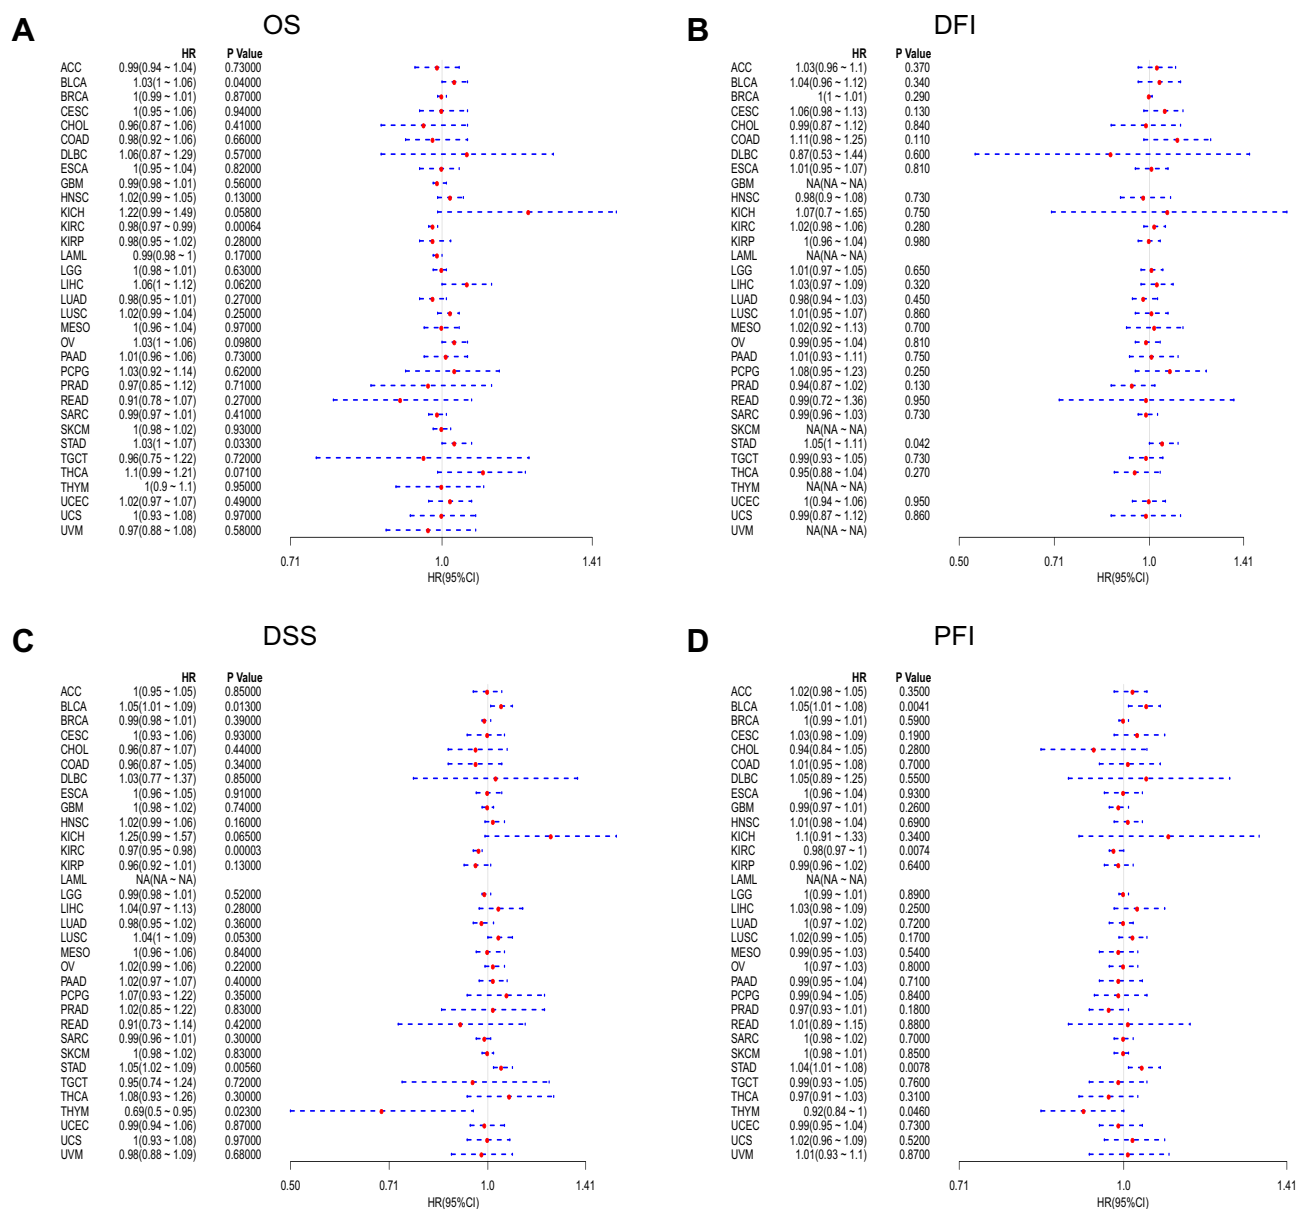 A OS
HR P Value
ACC 0.99(0.94 ~ 1.04) 0.73000
BLCA 1.03(1 ~ 1.06) 0.04000
BRCA 1(0.99 ~ 1.01) 0.87000
CESC 1(0.95 ~ 1.06) 0.94000
CHOL 0.96(0.87 ~ 1.06) 0.41000
COAD 0.98(0.92 ~ 1.06) 0.66000
DLBC 1.06(0.87 ~ 1.29) 0.57000
ESCA 1(0.95 ~ 1.04) 0.82000
GBM 0.99(0.98 ~ 1.01) 0.56000
HNSC 1.02(0.99 ~ 1.05) 0.13000
KICH 1.22(0.99 ~ 1.49) 0.05800
KIRC 0.98(0.97 ~ 0.99) 0.00064
KIRP 0.98(0.95 ~ 1.02) 0.28000
LAML 0.99(0.98 ~ 1) 0.17000
LGG 1(0.98 ~ 1.01) 0.63000
LIHC 1.06(1 ~ 1.12) 0.06200
LUAD 0.98(0.95 ~ 1.01) 0.27000
LUSC 1.02(0.99 ~ 1.04) 0.25000
MESO 1(0.96 ~ 1.04) 0.97000
OV 1.03(1 ~ 1.06) 0.09800
PAAD 1.01(0.96 ~ 1.06) 0.73000
PCPG 1.03(0.92 ~ 1.14) 0.62000
PRAD 0.97(0.85 ~ 1.12) 0.71000
READ 0.91(0.78 ~ 1.07) 0.27000
SARC 0.99(0.97 ~ 1.01) 0.41000
SKCM 1(0.98 ~ 1.02) 0.93000
STAD 1.03(1 ~ 1.07) 0.03300
TGCT 0.96(0.75 ~ 1.22) 0.72000
THCA 1.1(0.99 ~ 1.21) 0.07100
THYM 1(0.9 ~ 1.1) 0.95000
UCEC 1.02(0.97 ~ 1.07) 0.49000
UCS 1(0.93 ~ 1.08) 0.97000
UVM 0.97(0.88 ~ 1.08) 0.58000
0.71 1.0 1.41
HR(95%CI)
B DFI
HR P Value
ACC 1.03(0.96 ~ 1.1) 0.370
BLCA 1.04(0.96 ~ 1.12) 0.340
BRCA 1(1 ~ 1.01) 0.290
CESC 1.06(0.98 ~ 1.13) 0.130
CHOL 0.99(0.87 ~ 1.12) 0.840
COAD 1.11(0.98 ~ 1.25) 0.110
DLBC 0.87(0.53 ~ 1.44) 0.600
ESCA 1.01(0.95 ~ 1.07) 0.810
GBM NA(NA ~ NA)
HNSC 0.98(0.9 ~ 1.08) 0.730
KICH 1.07(0.7 ~ 1.65) 0.750
KIRC 1.02(0.98 ~ 1.06) 0.280
KIRP 1(0.96 ~ 1.04) 0.980
LAML NA(NA ~ NA)
LGG 1.01(0.97 ~ 1.05) 0.650
LIHC 1.03(0.97 ~ 1.09) 0.320
LUAD 0.98(0.94 ~ 1.03) 0.450
LUSC 1.01(0.95 ~ 1.07) 0.860
MESO 1.02(0.92 ~ 1.13) 0.700
OV 0.99(0.95 ~ 1.04) 0.810
PAAD 1.01(0.93 ~ 1.11) 0.750
PCPG 1.08(0.95 ~ 1.23) 0.250
PRAD 0.94(0.87 ~ 1.02) 0.130
READ 0.99(0.72 ~ 1.36) 0.950
SARC 0.99(0.96 ~ 1.03) 0.730
SKCM NA(NA ~ NA)
STAD 1.05(1 ~ 1.11) 0.042
TGCT 0.99(0.93 ~ 1.05) 0.730
THCA 0.95(0.88 ~ 1.04) 0.270
THYM NA(NA ~ NA)
UCEC 1(0.94 ~ 1.06) 0.950
UCS 0.99(0.87 ~ 1.12) 0.860
UVM NA(NA ~ NA)
0.50 0.71 1.0 1.41
HR(95%CI)
C DSS
HR P Value
ACC 1(0.95 ~ 1.05) 0.85000
BLCA 1.05(1.01 ~ 1.09) 0.01300
BRCA 0.99(0.98 ~ 1.01) 0.39000
CESC 1(0.93 ~ 1.06) 0.93000
CHOL 0.96(0.87 ~ 1.07) 0.44000
COAD 0.96(0.87 ~ 1.05) 0.34000
DLBC 1.03(0.77 ~ 1.37) 0.85000
ESCA 1(0.96 ~ 1.05) 0.91000
GBM 1(0.98 ~ 1.02) 0.74000
HNSC 1.02(0.99 ~ 1.06) 0.16000
KICH 1.25(0.99 ~ 1.57) 0.06500
KIRC 0.97(0.95 ~ 0.98) 0.00003
KIRP 0.96(0.92 ~ 1.01) 0.13000
LAML NA(NA ~ NA)
LGG 0.99(0.98 ~ 1.01) 0.52000
LIHC 1.04(0.97 ~ 1.13) 0.28000
LUAD 0.98(0.95 ~ 1.02) 0.36000
LUSC 1.04(1 ~ 1.09) 0.05300
MESO 1(0.96 ~ 1.06) 0.84000
OV 1.02(0.99 ~ 1.06) 0.22000
PAAD 1.02(0.97 ~ 1.07) 0.40000
PCPG 1.07(0.93 ~ 1.22) 0.35000
PRAD 1.02(0.85 ~ 1.22) 0.83000
READ 0.91(0.73 ~ 1.14) 0.42000
SARC 0.99(0.96 ~ 1.01) 0.30000
SKCM 1(0.98 ~ 1.02) 0.83000
STAD 1.05(1.02 ~ 1.09) 0.00560
TGCT 0.95(0.74 ~ 1.24) 0.72000
THCA 1.08(0.93 ~ 1.26) 0.30000
THYM 0.69(0.5 ~ 0.95) 0.02300
UCEC 0.99(0.94 ~ 1.06) 0.87000
UCS 1(0.93 ~ 1.08) 0.97000
UVM 0.98(0.88 ~ 1.09) 0.68000
0.50 0.71 1.0 1.41
HR(95%CI)
D PFI
HR P Value
ACC 1.02(0.98 ~ 1.05) 0.3500
BLCA 1.05(1.01 ~ 1.08) 0.0041
BRCA 1(0.99 ~ 1.01) 0.5900
CESC 1.03(0.98 ~ 1.09) 0.1900
CHOL 0.94(0.84 ~ 1.05) 0.2800
COAD 1.01(0.95 ~ 1.08) 0.7000
DLBC 1.05(0.89 ~ 1.25) 0.5500
ESCA 1(0.96 ~ 1.04) 0.9300
GBM 0.99(0.97 ~ 1.01) 0.2600
HNSC 1.01(0.98 ~ 1.04) 0.6900
KICH 1.1(0.91 ~ 1.33) 0.3400
KIRC 0.98(0.97 ~ 1) 0.0074
KIRP 0.99(0.96 ~ 1.02) 0.6400
LAML NA(NA ~ NA)
LGG 1(0.99 ~ 1.01) 0.8900
LIHC 1.03(0.98 ~ 1.09) 0.2500
LUAD 1(0.97 ~ 1.02) 0.7200
LUSC 1.02(0.99 ~ 1.05) 0.1700
MESO 0.99(0.95 ~ 1.03) 0.5400
OV 1(0.97 ~ 1.03) 0.8000
PAAD 0.99(0.95 ~ 1.04) 0.7100
PCPG 0.99(0.94 ~ 1.05) 0.8400
PRAD 0.97(0.93 ~ 1.01) 0.1800
READ 1.01(0.89 ~ 1.15) 0.8800
SARC 1(0.98 ~ 1.02) 0.7000
SKCM 1(0.98 ~ 1.01) 0.8500
STAD 1.04(1.01 ~ 1.08) 0.0078
TGCT 0.99(0.93 ~ 1.05) 0.7600
THCA 0.97(0.91 ~ 1.03) 0.3100
THYM 0.92(0.84 ~ 1) 0.0460
UCEC 0.99(0.95 ~ 1.04) 0.7300
UCS 1.02(0.96 ~ 1.09) 0.5200
UVM 1.01(0.93 ~ 1.1) 0.8700
0.71 1.0 1.41
HR(95%CI)